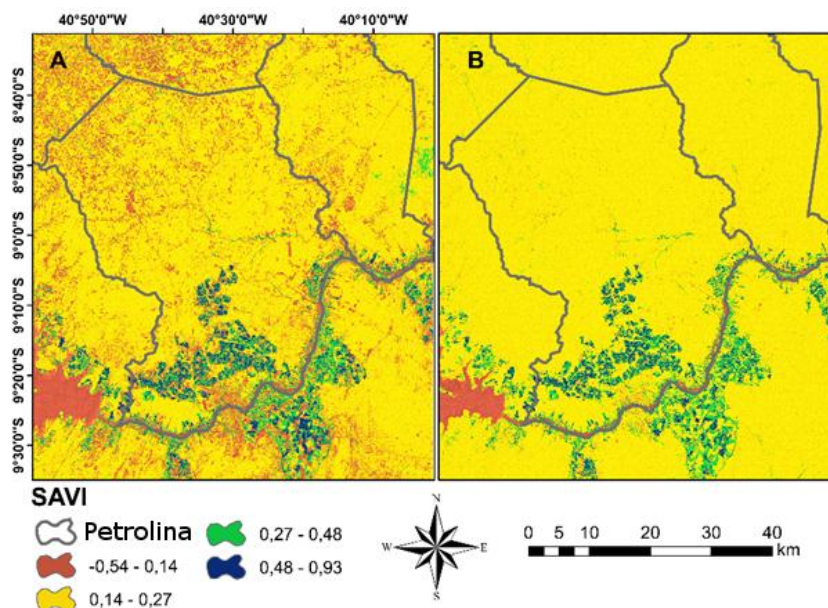 40°50'0"W 40°30'0"W 40°10'0"W
A B
8°40'0"S
8°50'0"S
9°0'0"S
9°10'0"S
9°20'0"S
9°30'0"S
SAVI
Petrolina
-0,54 - 0,14
0,14 - 0,27
0,27 - 0,48
0,48 - 0,93
N
W E
S
0 5 10 20 30 40
km